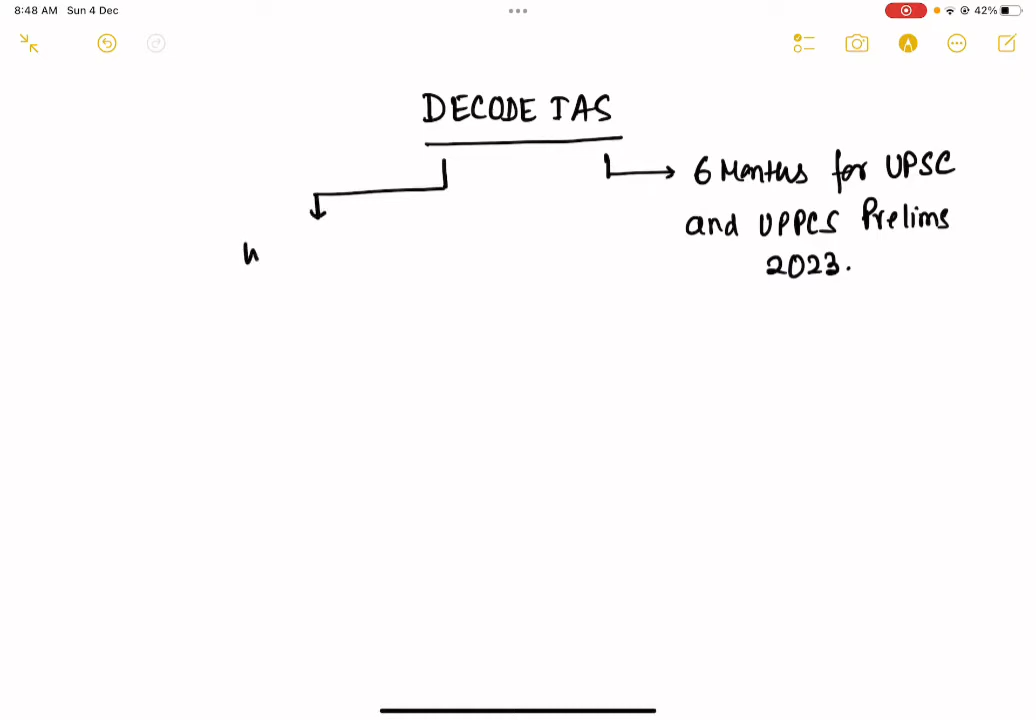 8:48 AM Sun 4 Dec
42%
DECODE IAS
6 Months for UPSC
and UPPCS Prelims
2023.
h